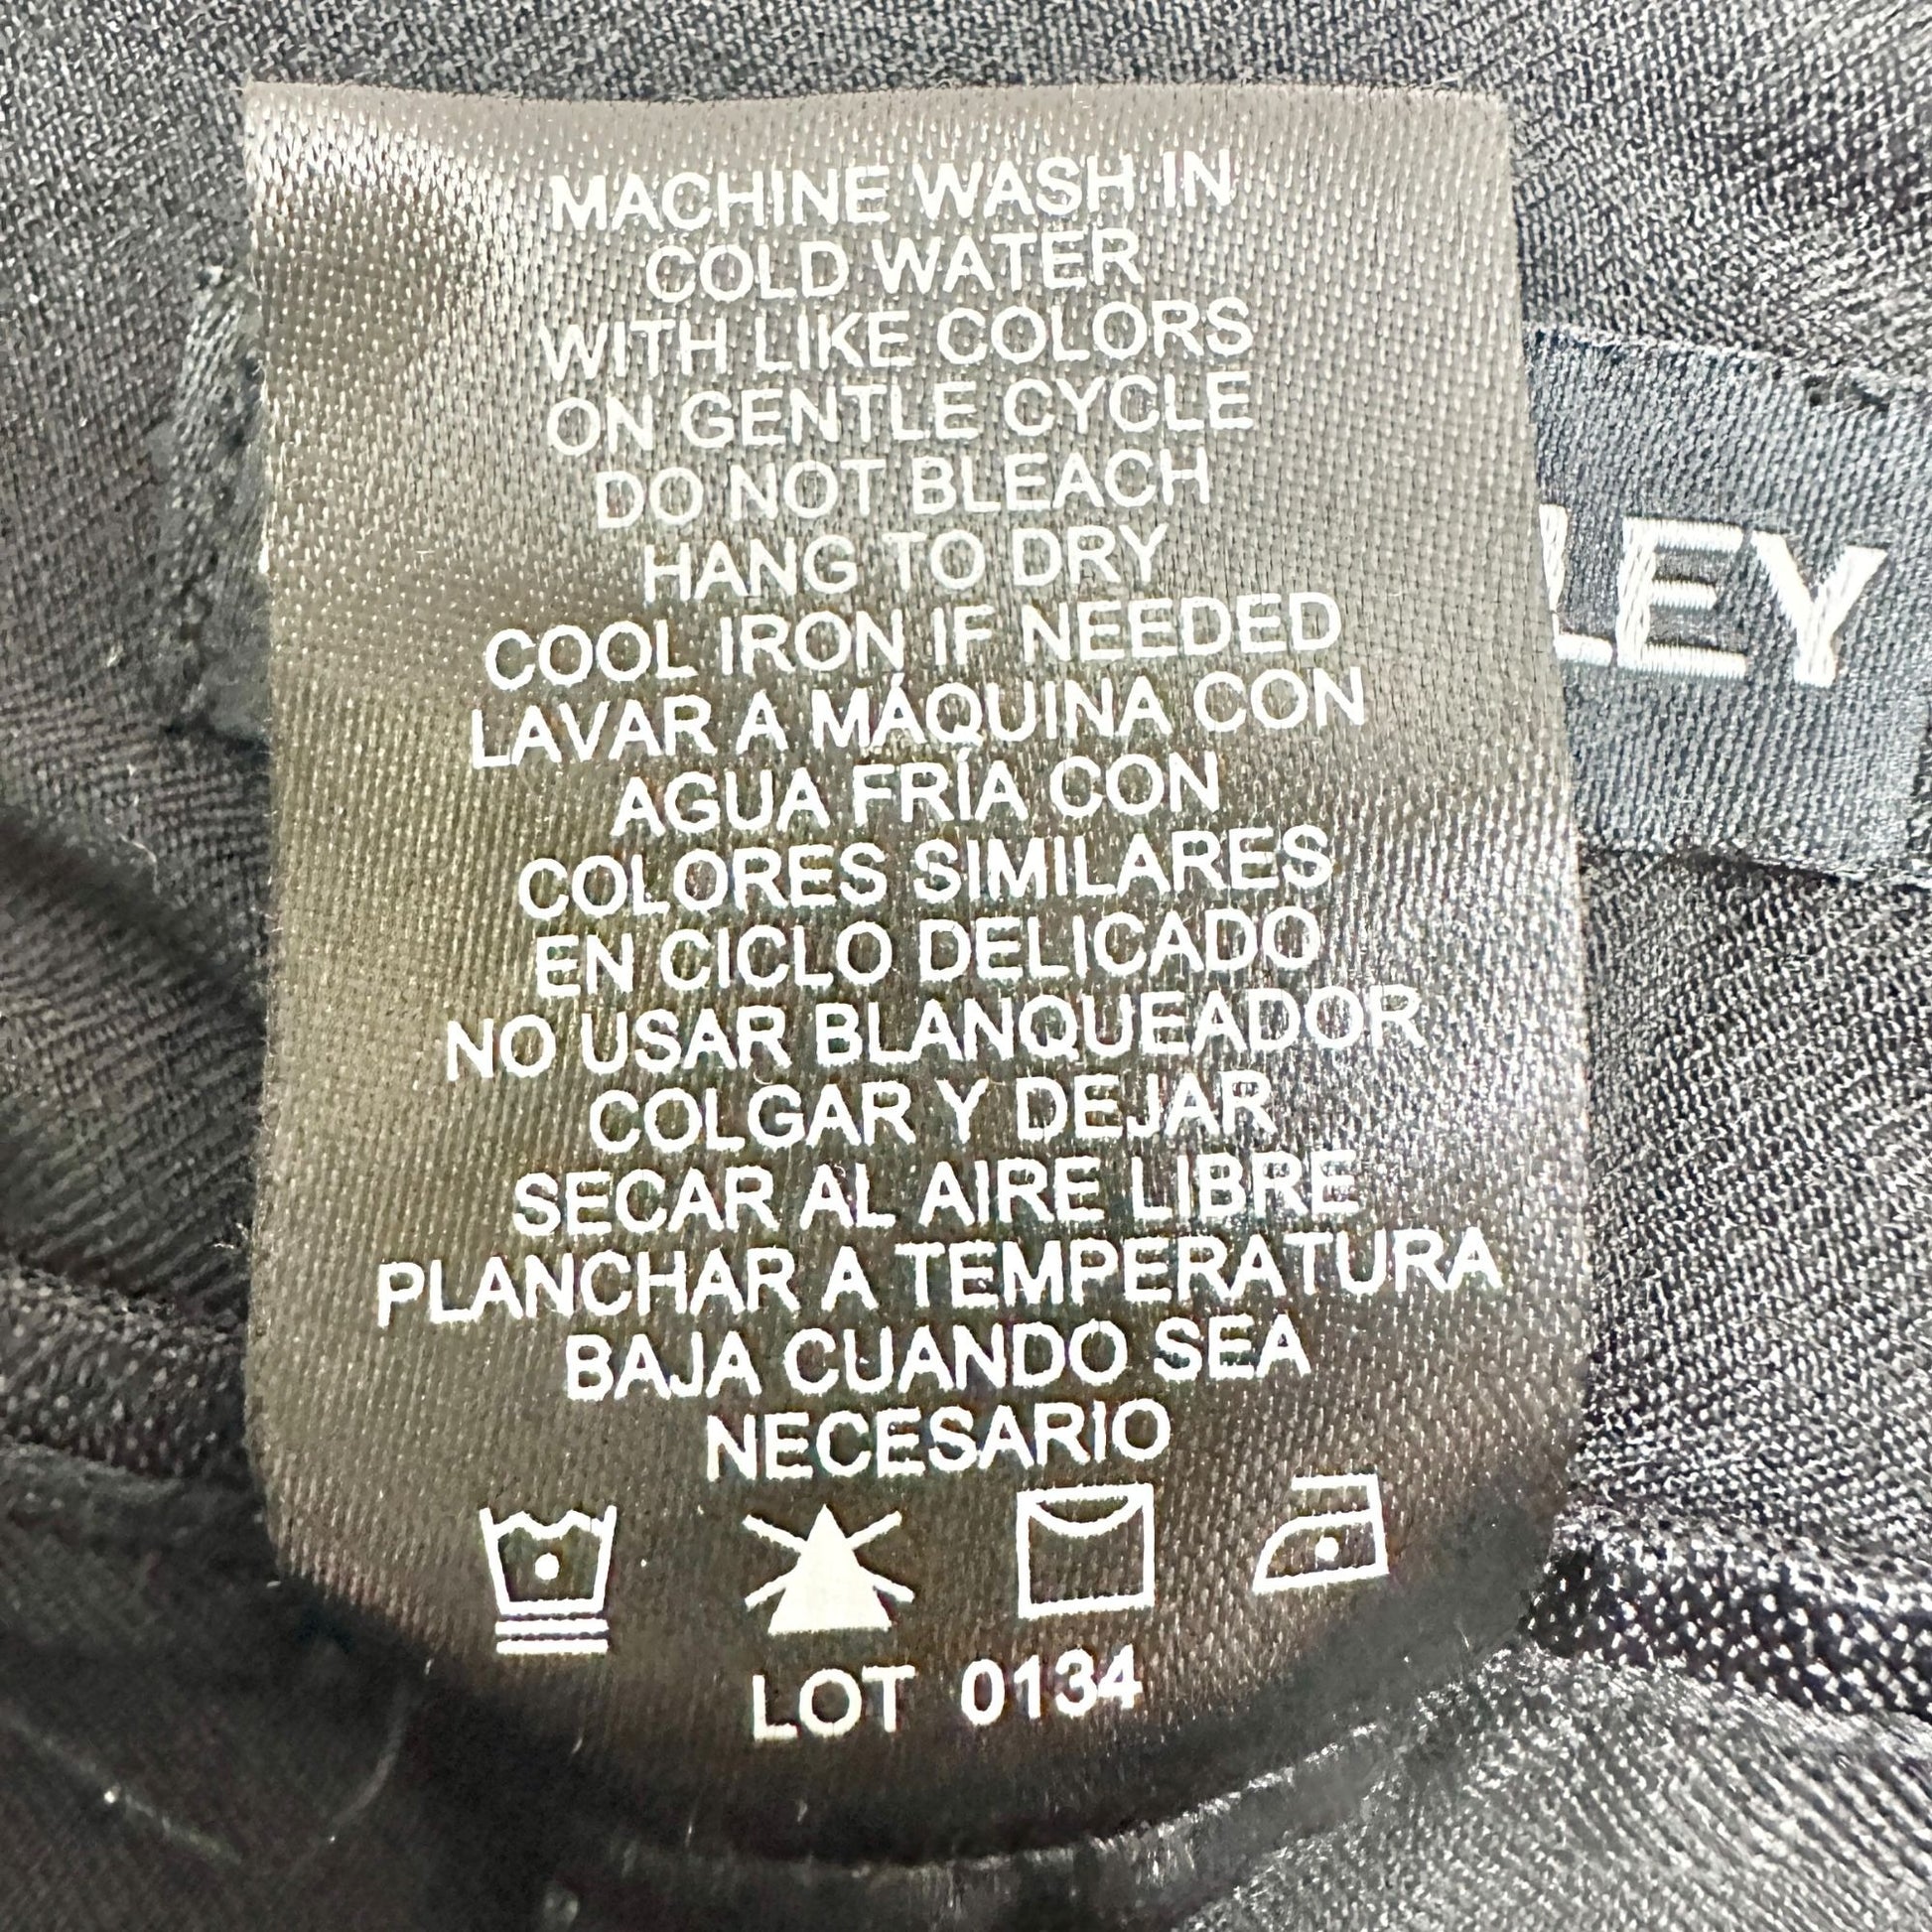 MACHINE WASH IN
COLD WATER
WITH LIKE COLORS
ON GENTLE CYCLE
DO NOT BLEACH
HANG TO DRY
COOL IRON IF NEEDED
LAVAR A MÁQUINA CON
AGUA FRÍA CON
COLORES SIMILARES
EN CICLO DELICADO
NO USAR BLANQUEADOR
COLGAR Y DEJAR
SECAR AL AIRE LIBRE
PLANCHAR A TEMPERATURA
BAJA CUANDO SEA
NECESARIO
LOT 0134
LEY